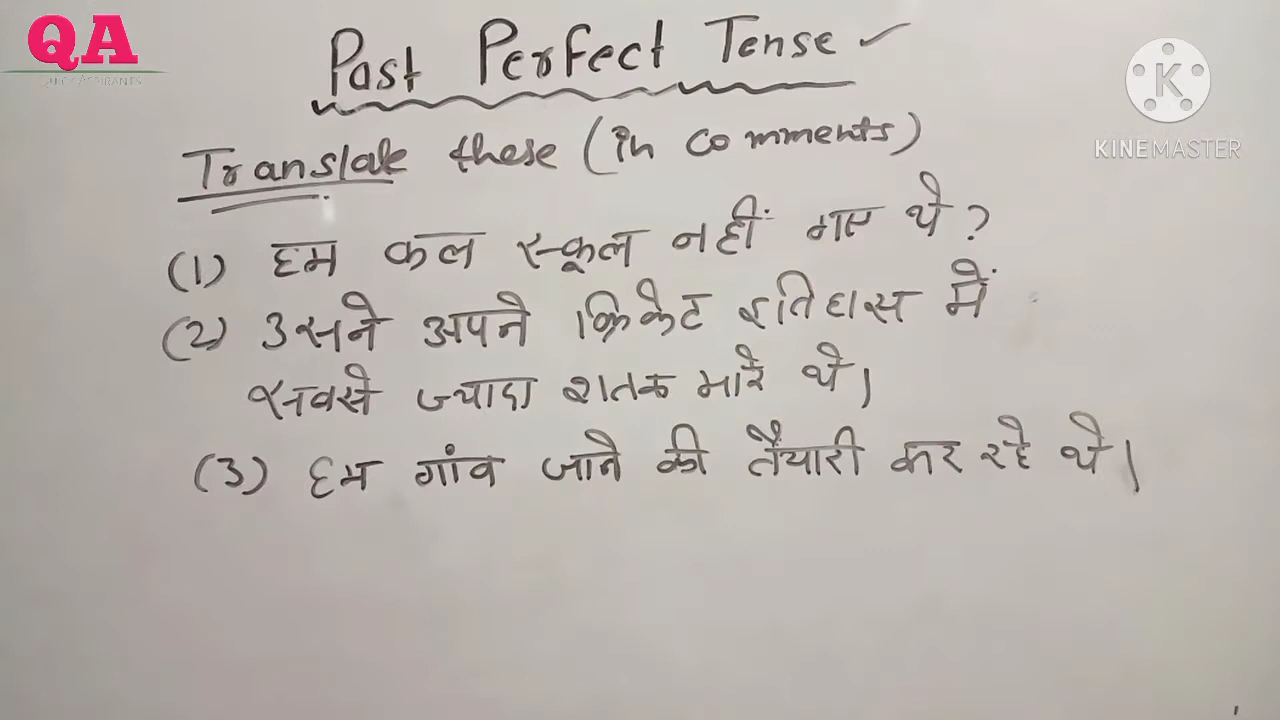 QA
Past Perfect Tense
KINEMASTER
Translate these (in comments)
(1) हम कल स्कूल नहीं गए थे?
(2) उसने अपने क्रिकेट इतिहास में
सबसे ज्यादा शतक मारे थे।
(3) हम गांव जाने की तैयारी कर रहे थे।